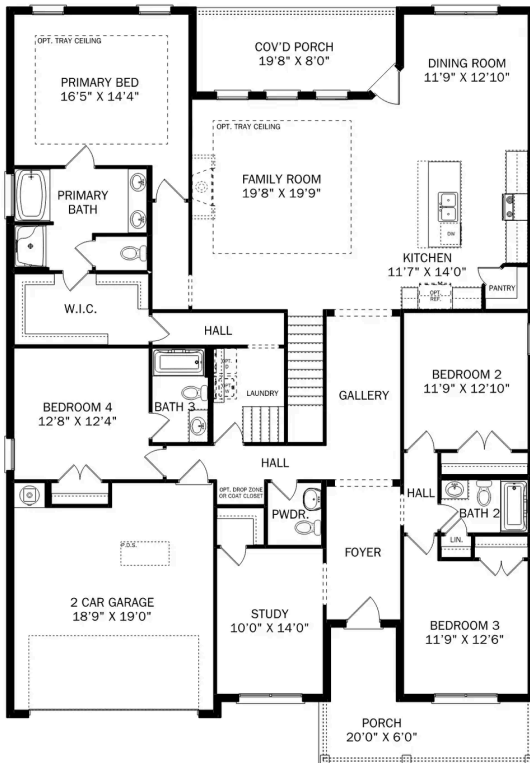 OPT. TRAY CEILING
PRIMARY BED
16'5" X 14'4"
COV'D PORCH
19'8" X 8'0"
DINING ROOM
11'9" X 12'10"
OPT. TRAY CEILING
FAMILY ROOM
19'8" X 19'9"
PRIMARY
BATH
DW
KITCHEN
11'7" X 14'0"
OPT.
REF.
PANTRY
W.I.C.
HALL
BEDROOM 4
12'8" X 12'4"
BATH 3
LAUNDRY
GALLERY
BEDROOM 2
11'9" X 12'10"
HALL
OPT. DROP ZONE
OR COAT CLOSET
PWDR.
HALL
BATH 2
LIN.
P.D.S.
2 CAR GARAGE
18'9" X 19'0"
STUDY
10'0" X 14'0"
FOYER
BEDROOM 3
11'9" X 12'6"
PORCH
20'0" X 6'0"